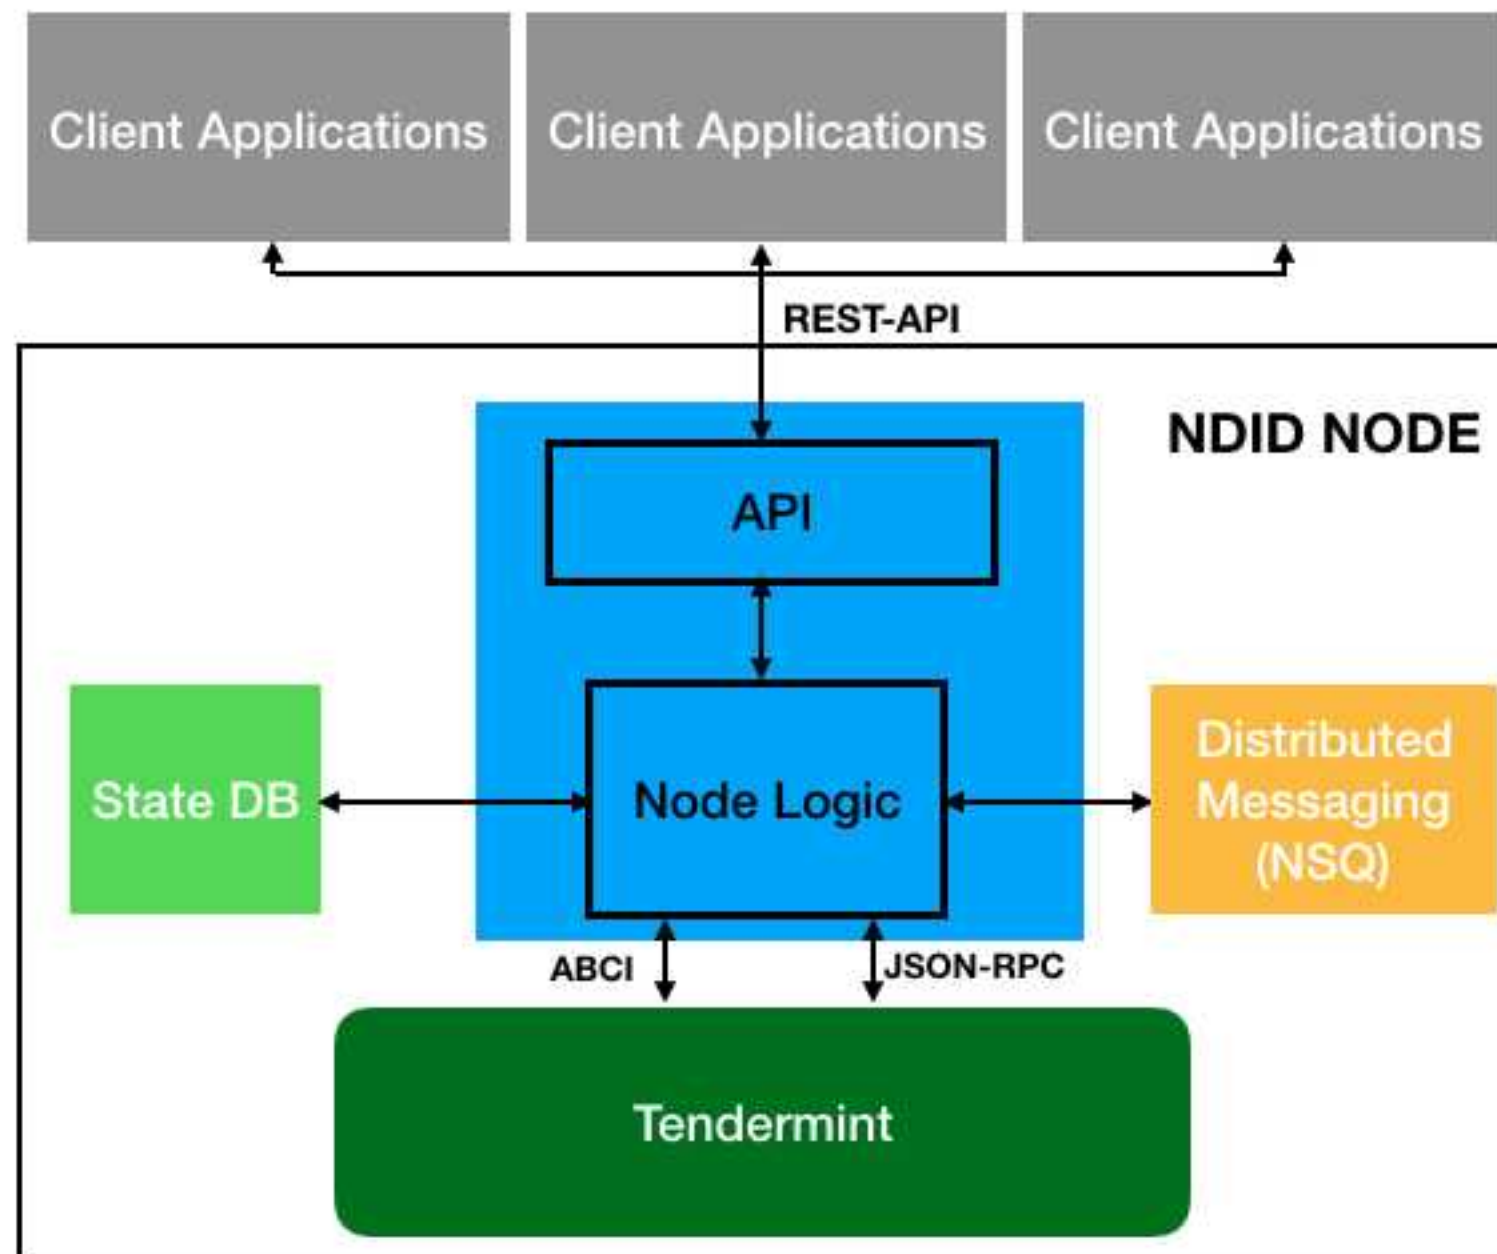 Client Applications
Client Applications
Client Applications
REST-API
NDID NODE
API
State DB
Node Logic
Distributed
Messaging
(NSQ)
ABCI
JSON-RPC
Tendermint